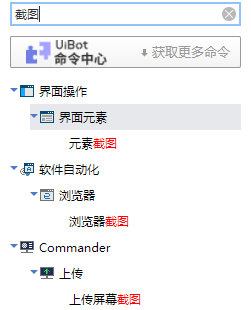 截图
UiBot
命令中心
获取更多命令
界面操作
界面元素
元素截图
软件自动化
浏览器
浏览器截图
Commander
上传
上传屏幕截图